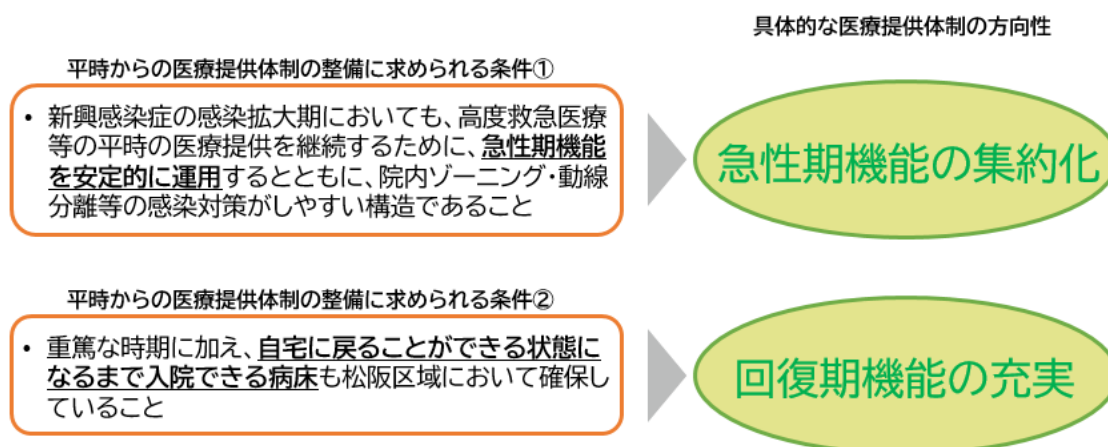 具体的な医療提供体制の方向性
平時からの医療提供体制の整備に求められる条件①
• 新興感染症の感染拡大期においても、高度救急医療
等の平時の医療提供を継続するために、急性期機能
を安定的に運用するとともに、院内ゾーニング・動線
分離等の感染対策がしやすい構造であること
急性期機能の集約化
平時からの医療提供体制の整備に求められる条件②
• 重篤な時期に加え、自宅に戻ることができる状態に
なるまで入院できる病床も松阪区域において確保し
ていること
回復期機能の充実